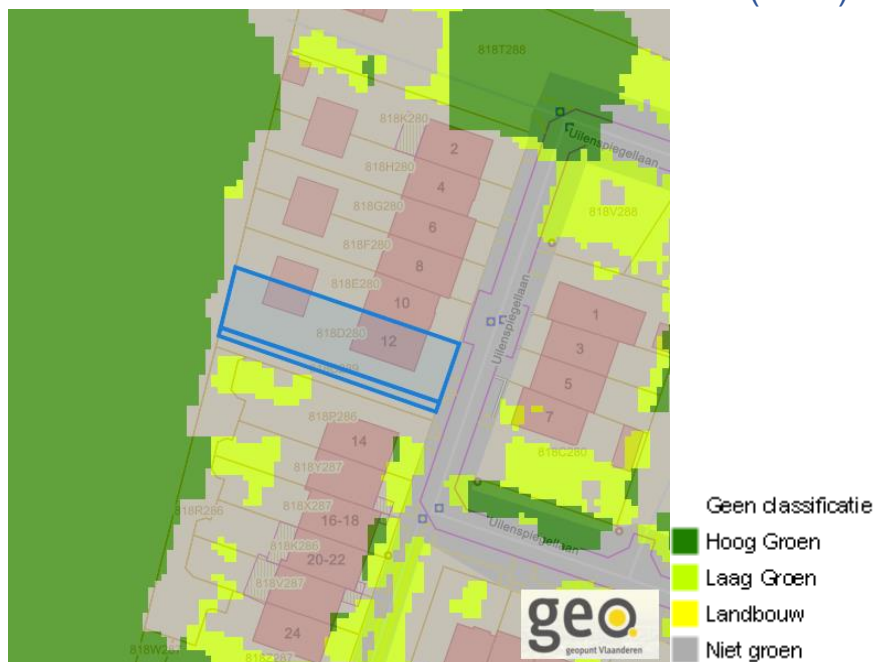 818T288
818K280
Uilenspiegellaan
2
818H280
4
818G280
818V288
6
818F280
8
818E280
10
1
818D280
12
Uilenspiegellaan
3
5
818P286
7
14
818C280
818Y287
818X287
818R286
16-18
818K286
Uilenspiegellaan
20-22
818V287
24
geo
geopunt Vlaanderen
Geen classificatie
Hoog Groen
Laag Groen
Landbouw
Niet groen